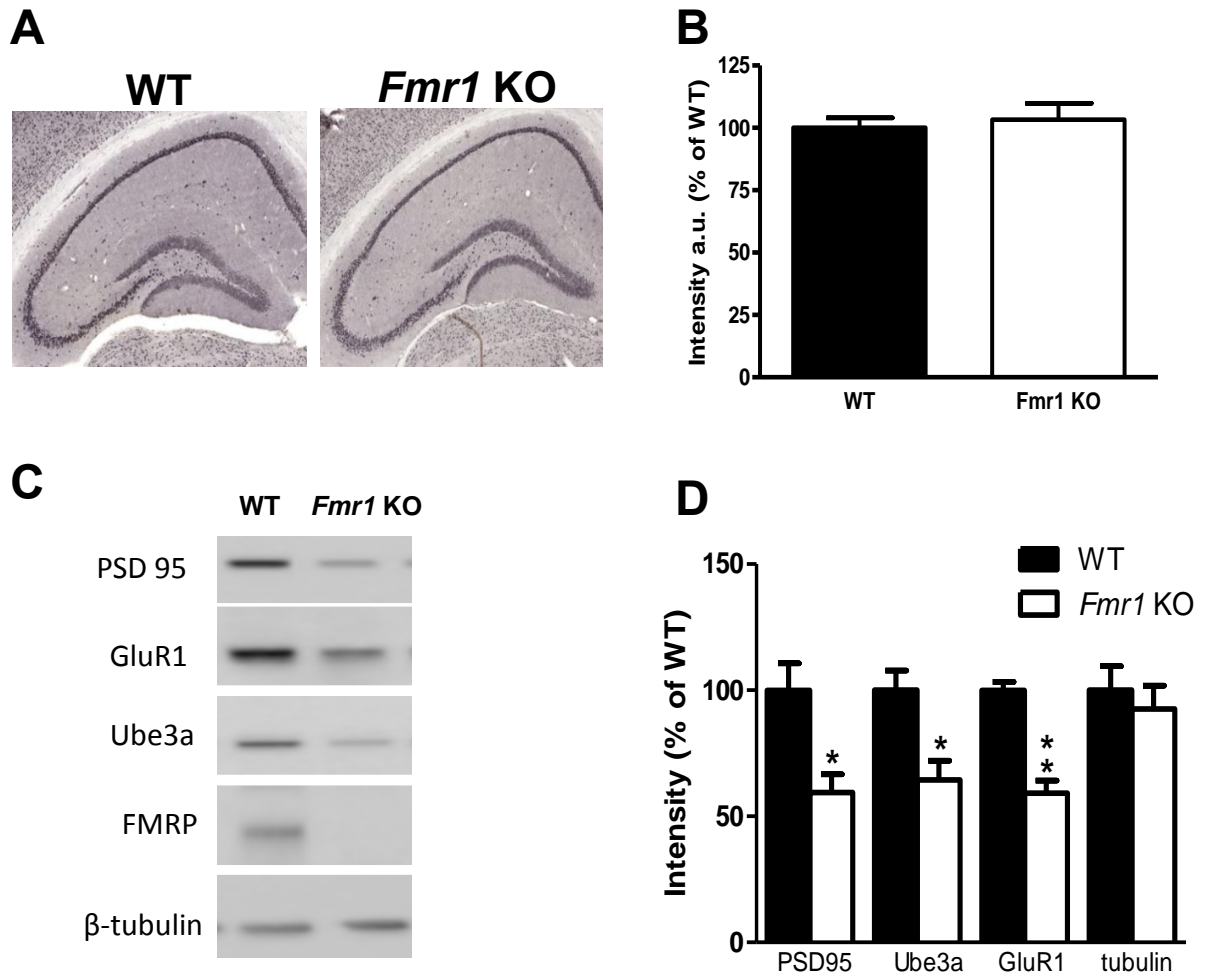 A
WT
Fmr1 KO
B
125
100
75
50
25
0
Intensity a.u. (% of WT)
WT
Fmr1 KO
C
WT
Fmr1 KO
PSD 95
GluR1
Ube3a
FMRP
β-tubulin
D
WT
Fmr1 KO
150
100
50
0
Intensity (% of WT)
*
*
*
*
PSD95
Ube3a
GluR1
tubulin